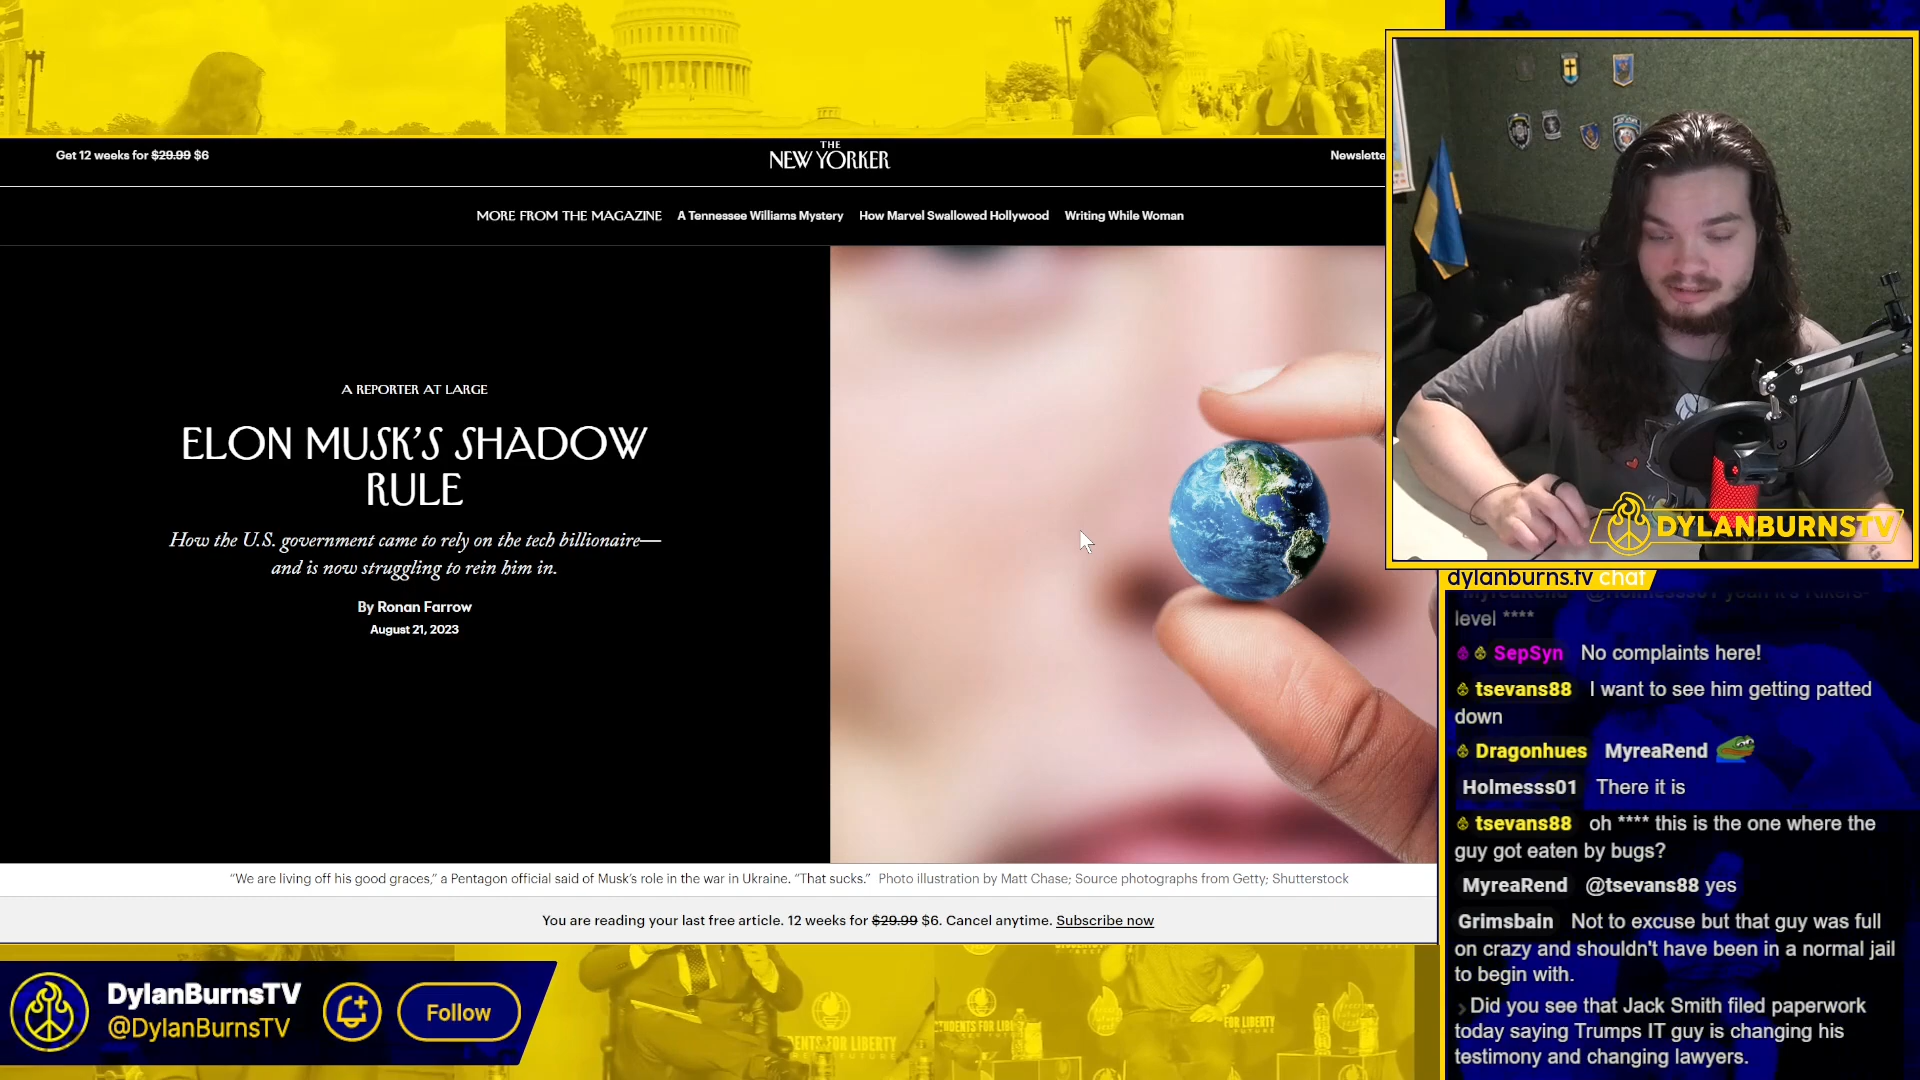 Get 12 weeks for $29.99 $6
THE
NEW YORKER
Newslette
MORE FROM THE MAGAZINE A Tennessee Williams Mystery How Marvel Swallowed Hollywood Writing While Woman
A REPORTER AT LARGE
ELON MUSK'S SHADOW
RULE
How the U.S. government came to rely on the tech billionaire—
and is now struggling to rein him in.
By Ronan Farrow
August 21, 2023
“We are living off his good graces,” a Pentagon official said of Musk's role in the war in Ukraine. “That sucks.” Photo illustration by Matt Chase; Source photographs from Getty; Shutterstock
You are reading your last free article. 12 weeks for $29.99 $6. Cancel anytime. Subscribe now
DYLANBURNSTV
dylanburns.tv chat
level ****
SepSyn No complaints here!
tsevans88 I want to see him getting patted
down
Dragonhues MyreaRend
Holmesss01 There it is
tsevans88 oh **** this is the one where the
guy got eaten by bugs?
MyreaRend @tsevans88 yes
Grimsbain Not to excuse but that guy was full
on crazy and shouldn't have been in a normal jail
to begin with.
Did you see that Jack Smith filed paperwork
today saying Trumps IT guy is changing his
testimony and changing lawyers.
DylanBurnsTV
@DylanBurnsTV
Follow
FOR LIBERTY